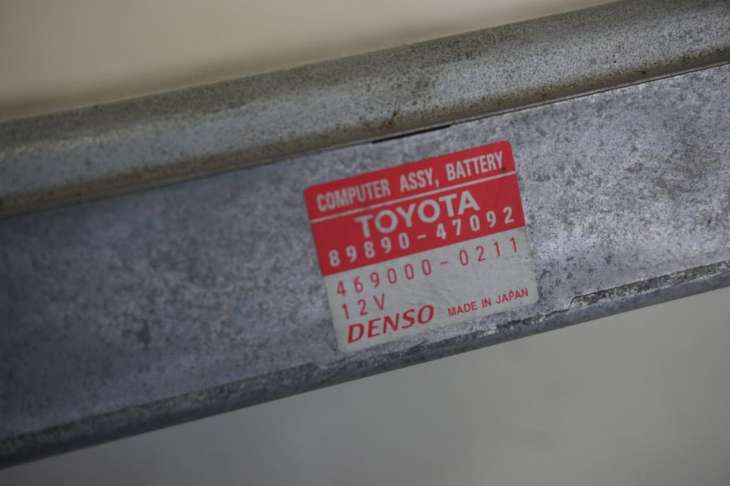 COMPUTER ASSY, BATTERY
TOYOTA
89890-47092
469000-0211
12V
DENSO MADE IN JAPAN